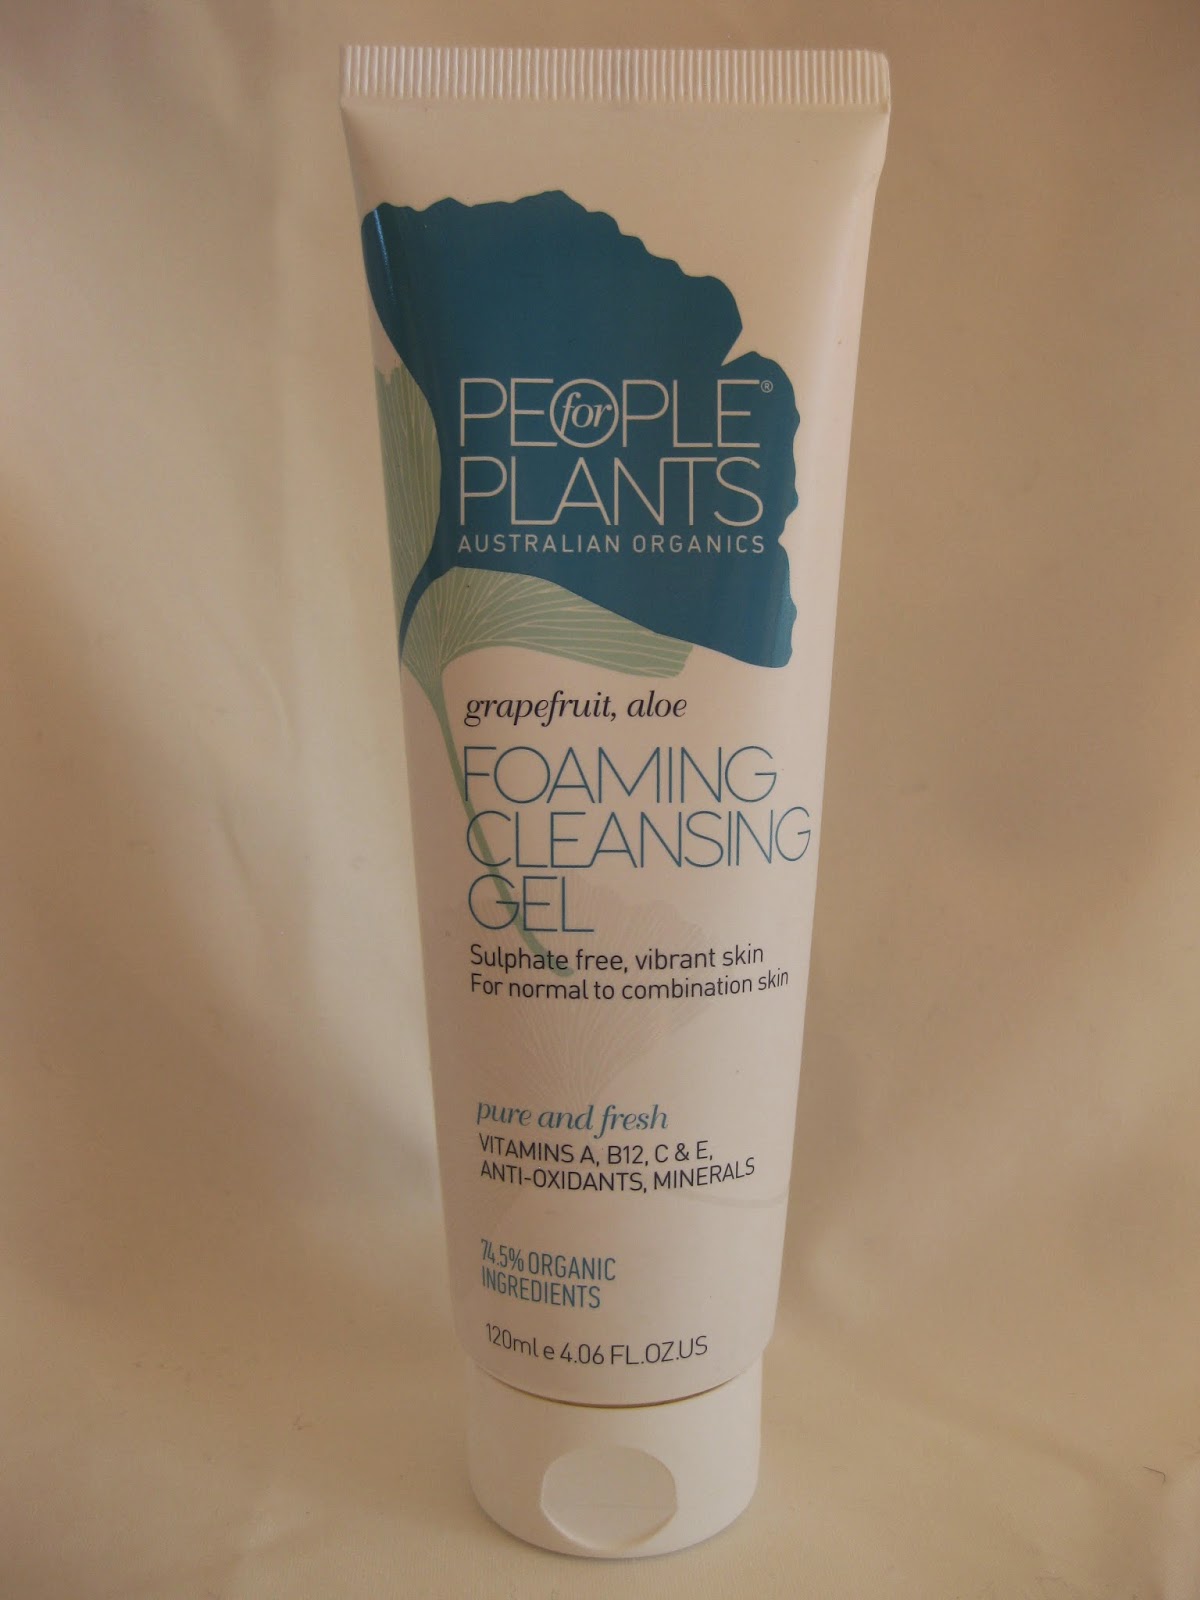 PEOPLE®
for
PLANTS
AUSTRALIAN ORGANICS
grapefruit, aloe
FOAMING
CLEANSING
GEL
Sulphate free, vibrant skin
For normal to combination skin
pure and fresh
VITAMINS A, B12, C & E,
ANTI-OXIDANTS, MINERALS
74.5% ORGANIC
INGREDIENTS
120ml e 4.06 FL.OZ.US